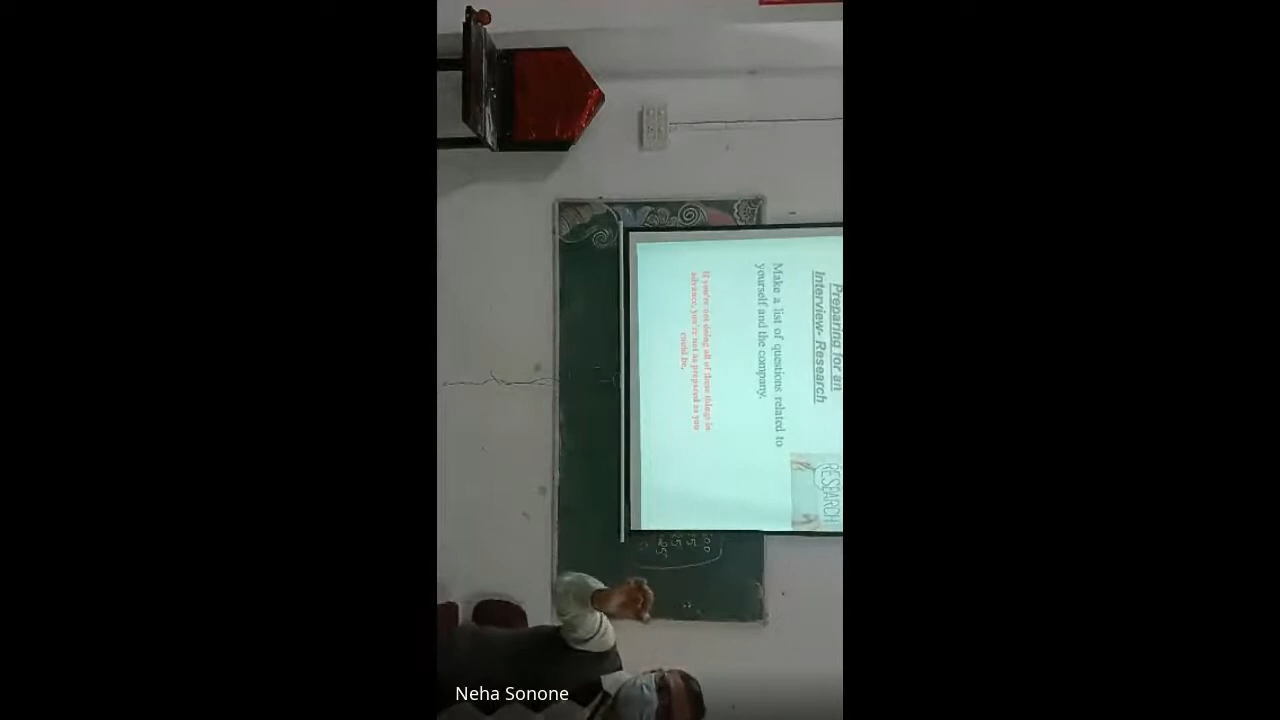 Preparing for an
Interview- Research
RESEARCH
Make a list of questions related to
yourself and the company.
If you're not doing all of these things in
advance, you're not as prepared as you
could be.
Neha Sonone